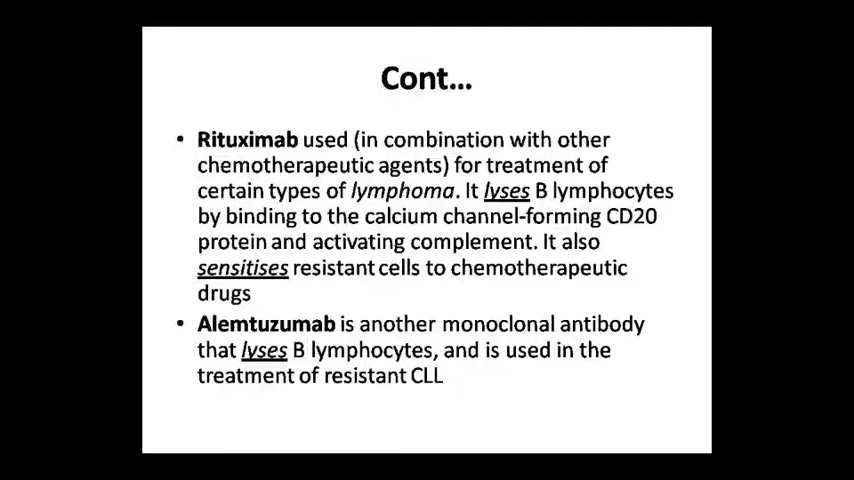 Cont...
• Rituximab used (in combination with other
chemotherapeutic agents) for treatment of
certain types of lymphoma. It lyses B lymphocytes
by binding to the calcium channel-forming CD20
protein and activating complement. It also
sensitises resistant cells to chemotherapeutic
drugs
• Alemtuzumab is another monoclonal antibody
that lyses B lymphocytes, and is used in the
treatment of resistant CLL